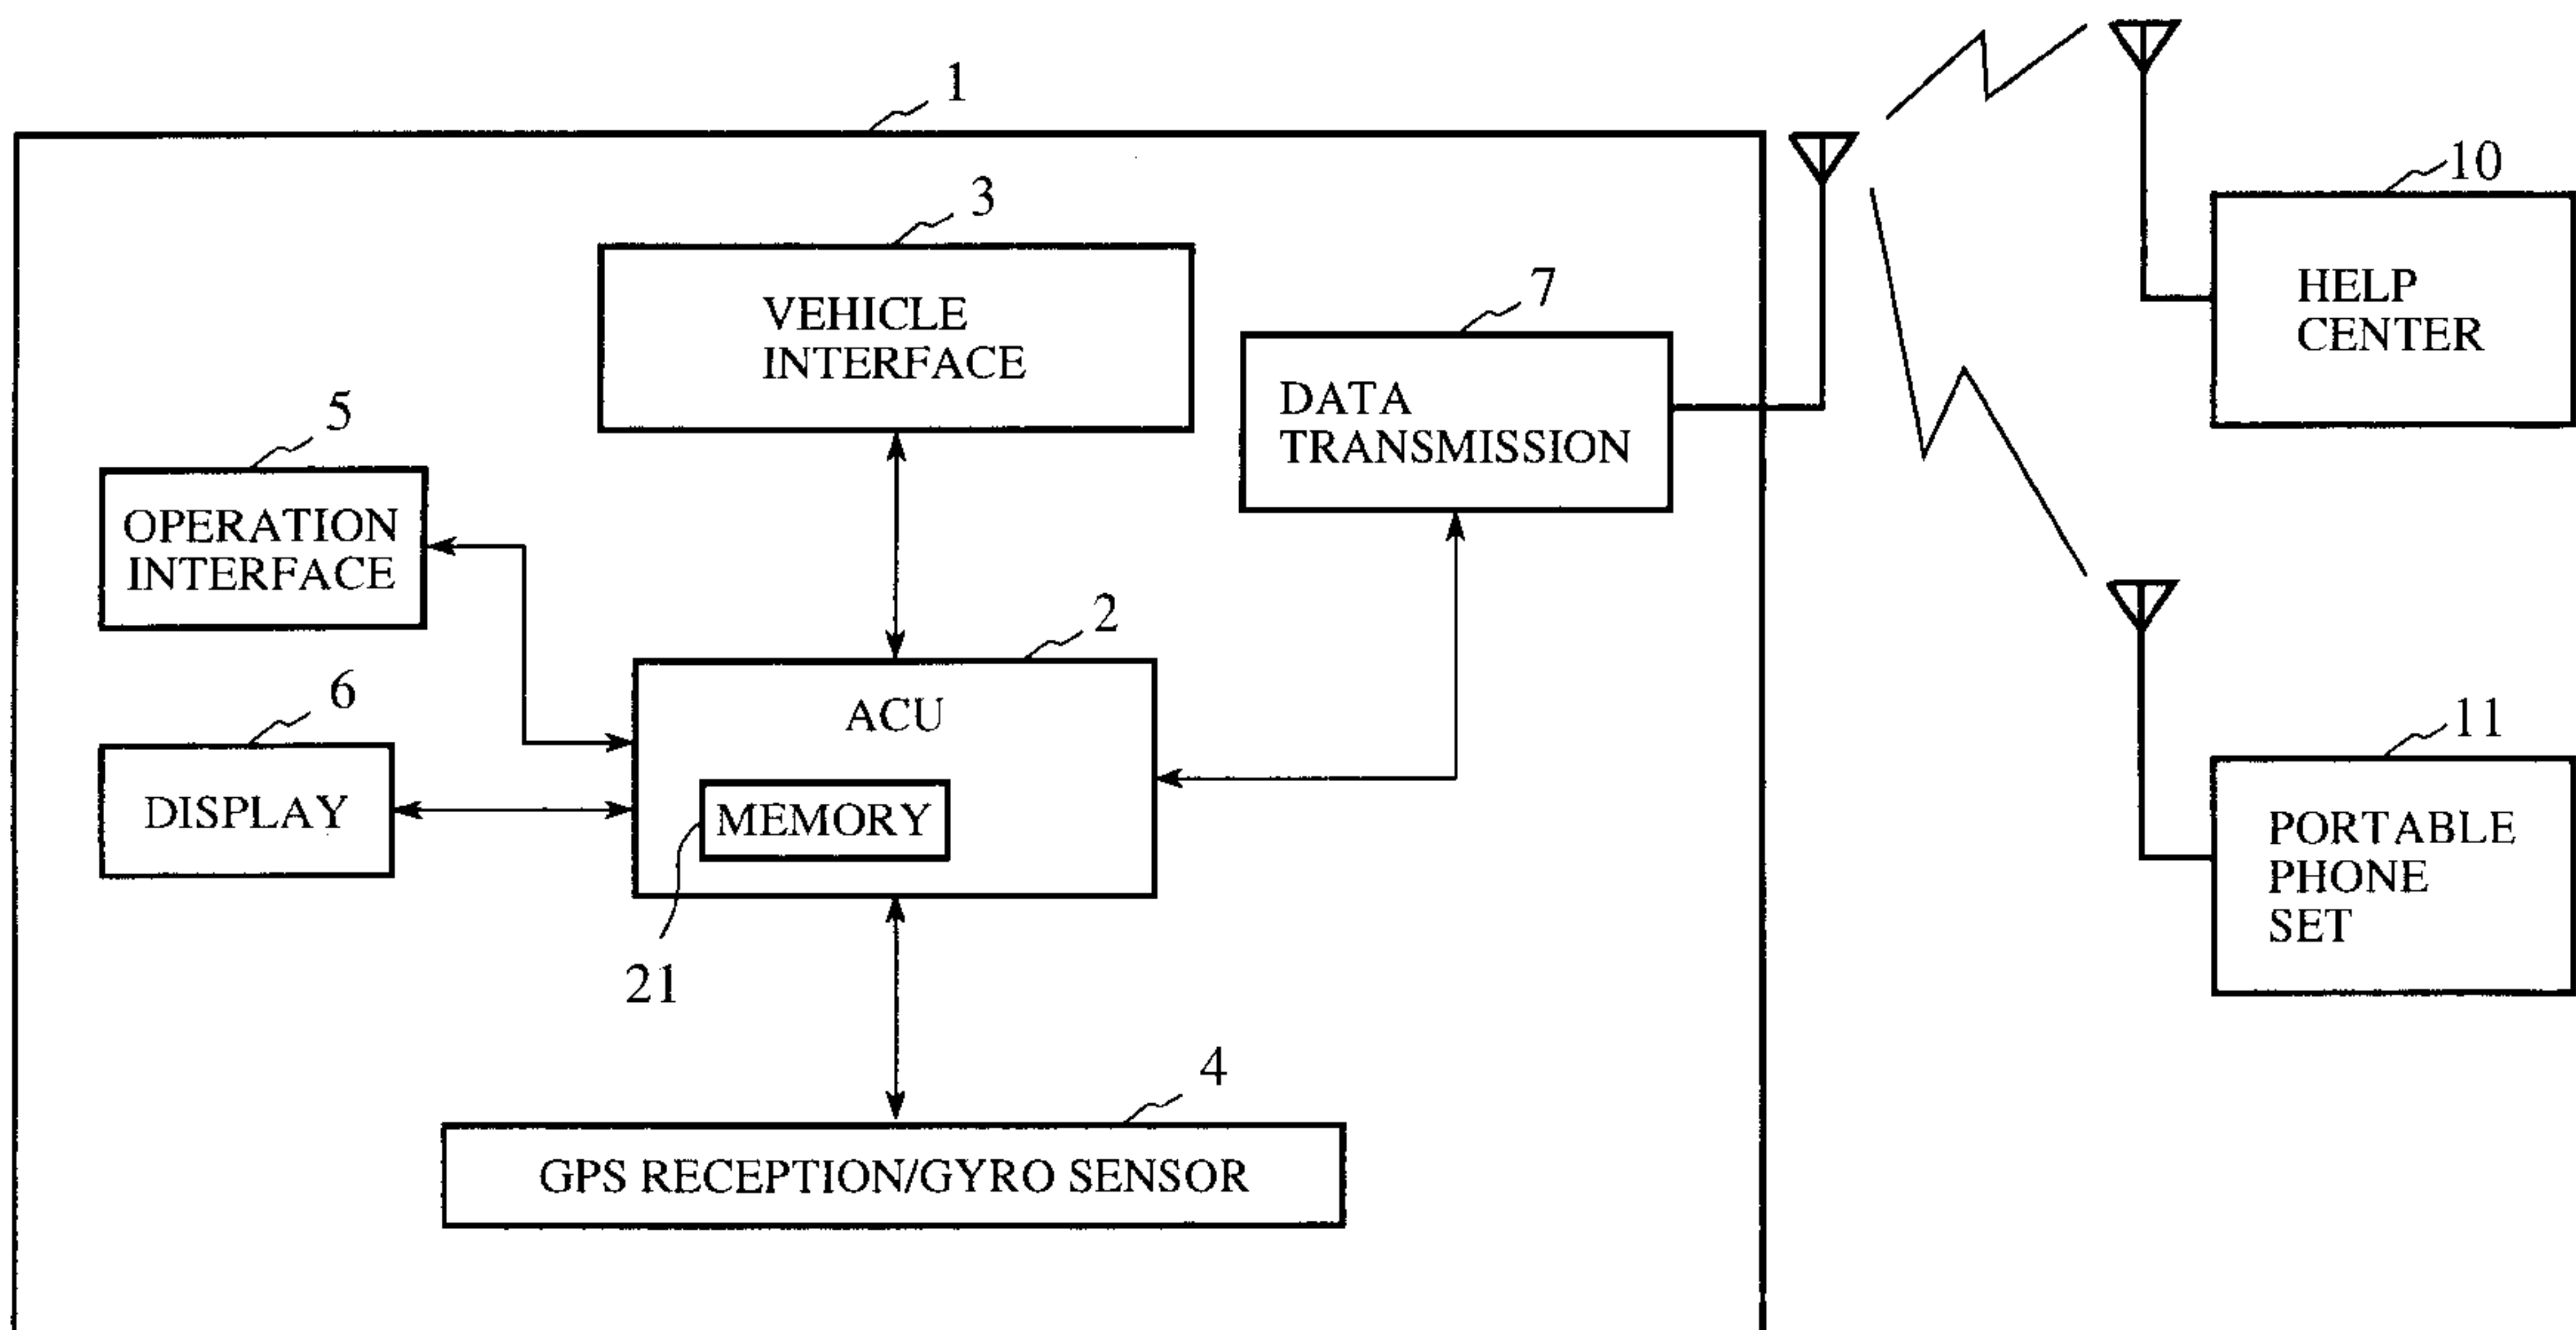 1
3
VEHICLE
INTERFACE
7
DATA
TRANSMISSION
5
OPERATION
INTERFACE
2
ACU
MEMORY
21
6
DISPLAY
4
GPS RECEPTION/GYRO SENSOR
10
HELP
CENTER
11
PORTABLE
PHONE
SET